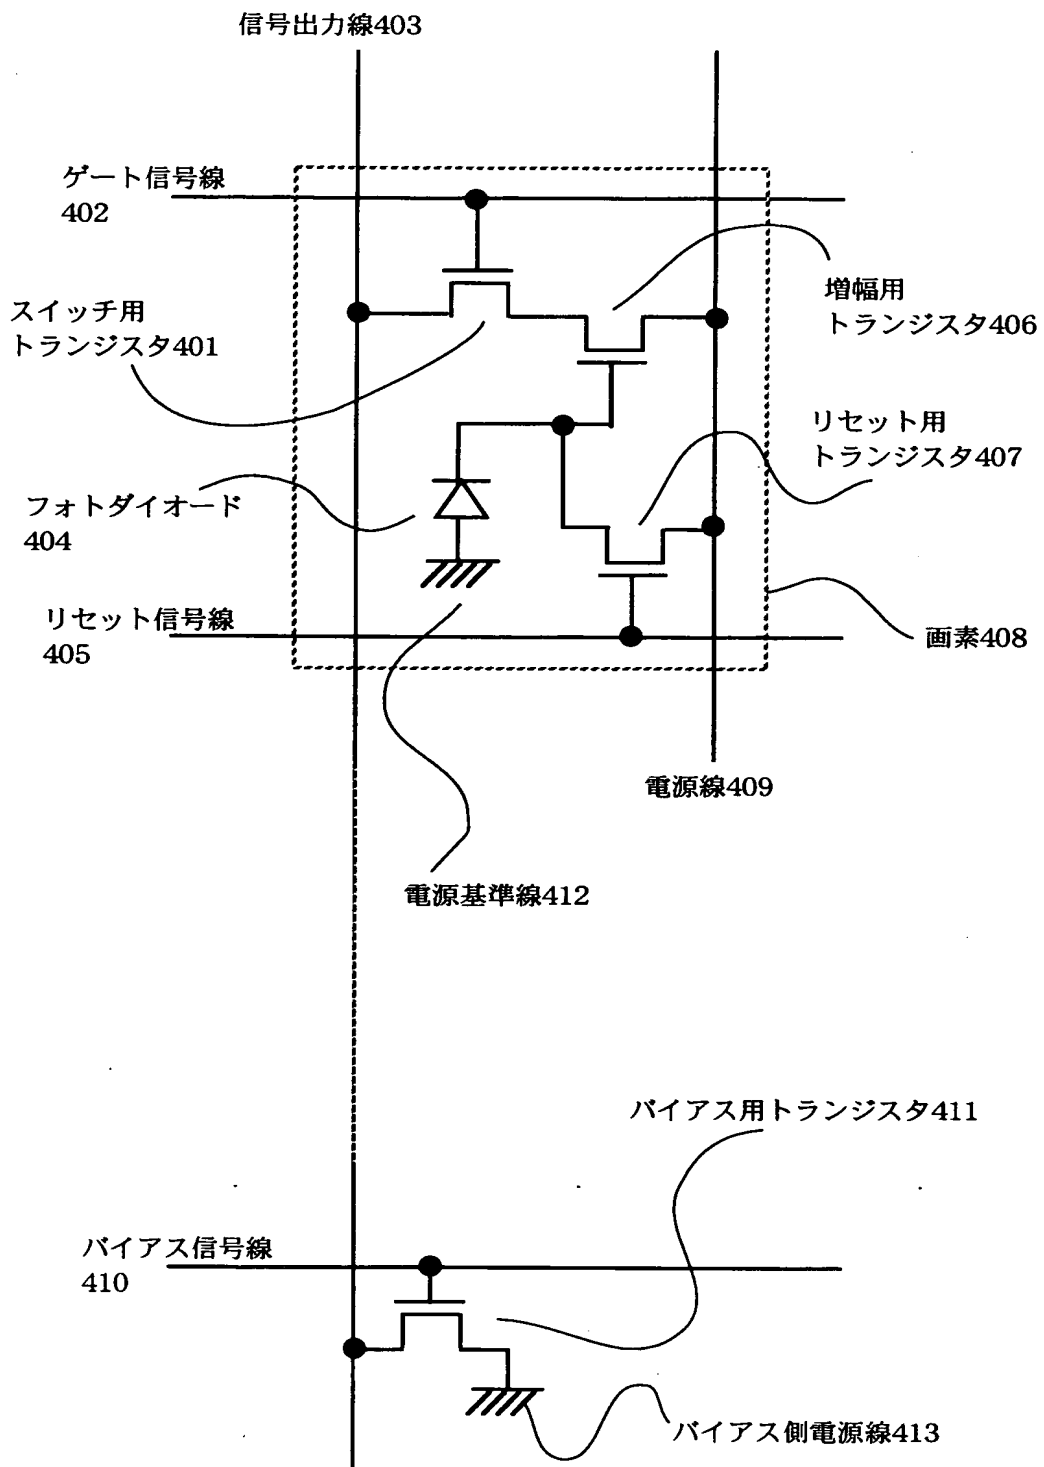 信号出力線403
ゲート信号線
402
増幅用
トランジスタ406
スイッチ用
トランジスタ401
リセット用
トランジスタ407
フォトダイオード
404
リセット信号線
405
画素408
電源線409
電源基準線412
バイアス用トランジスタ411
バイアス信号線
410
バイアス側電源線413